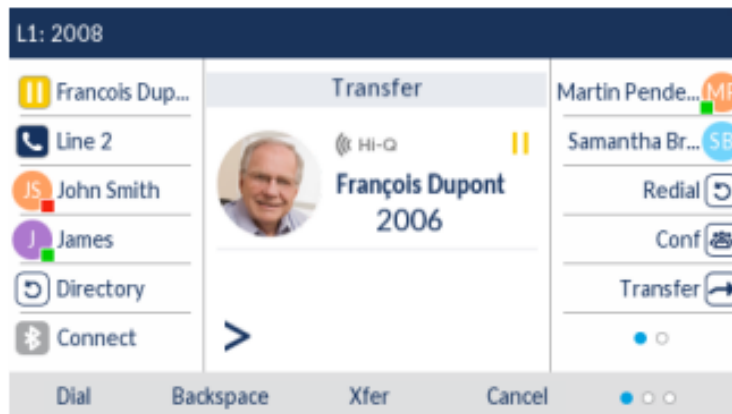 L1: 2008
Francois Dup...
Line 2
JS John Smith
J James
Directory
Connect
Transfer
Hi-Q
François Dupont
2006
>
Martin Pende... MP
Samantha Br... SB
Redial
Conf
Transfer
Dial Backspace Xfer Cancel